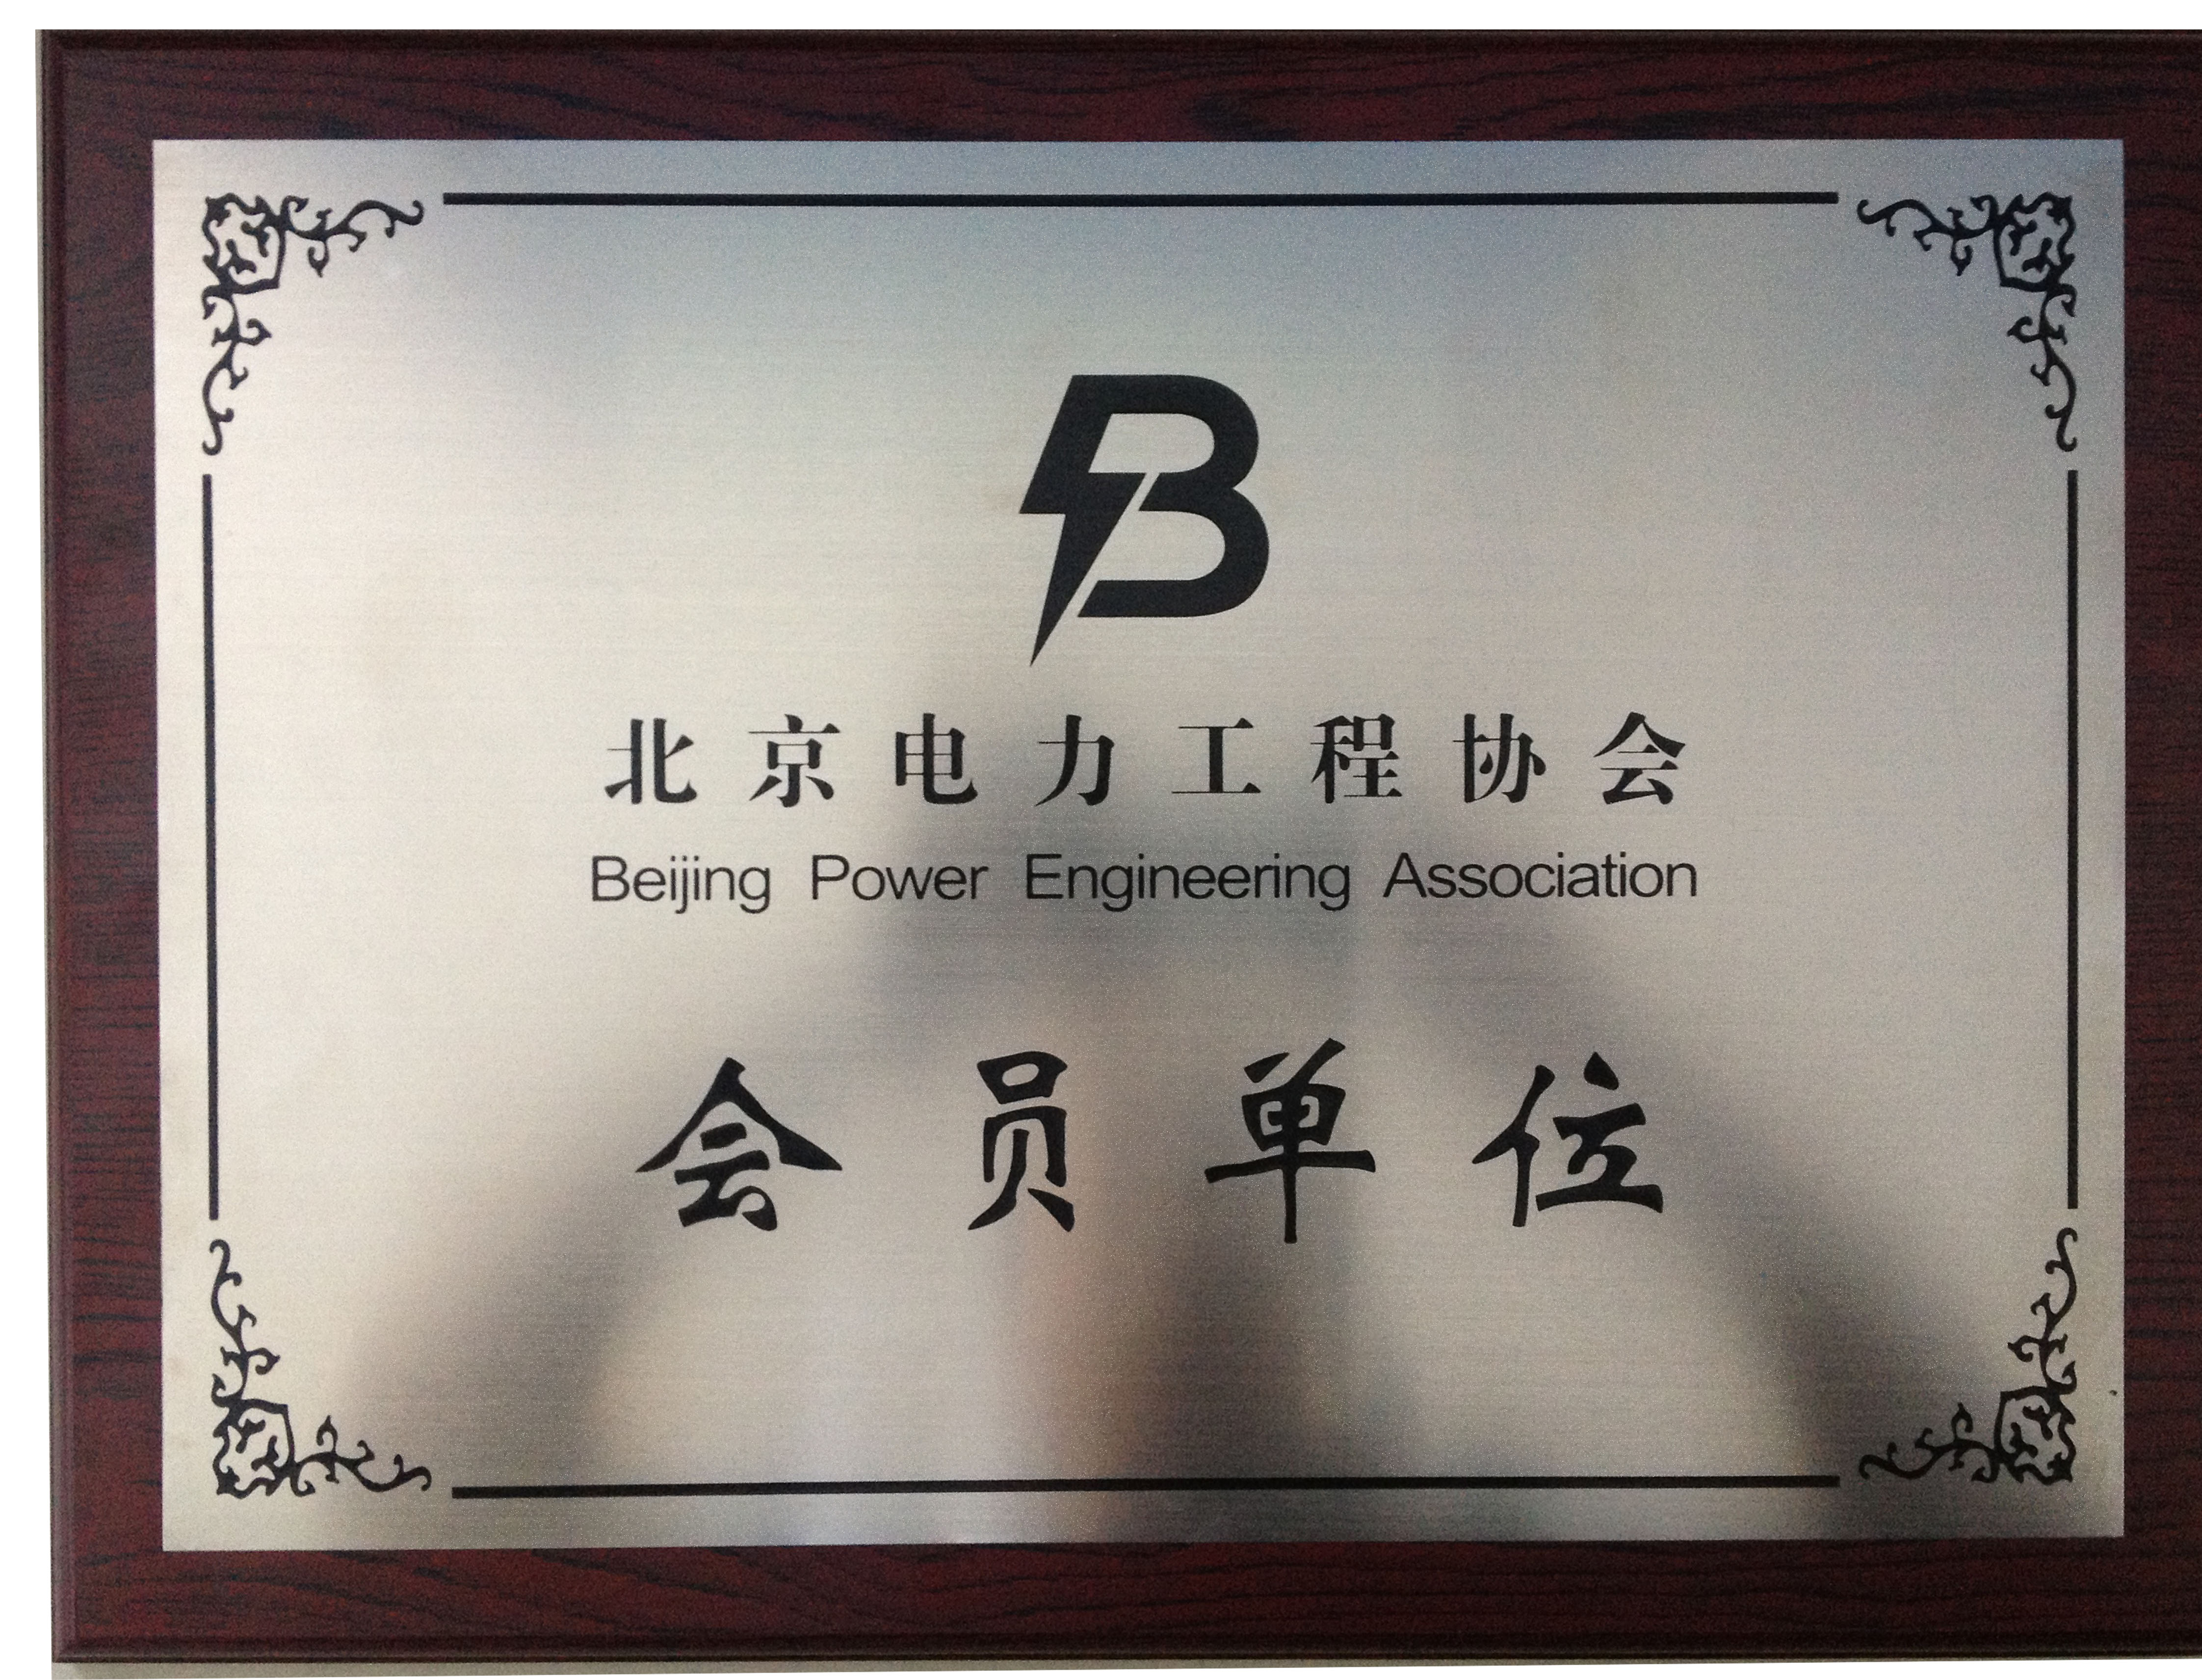 北京电力工程协会
Beijing Power Engineering Association
会员单位